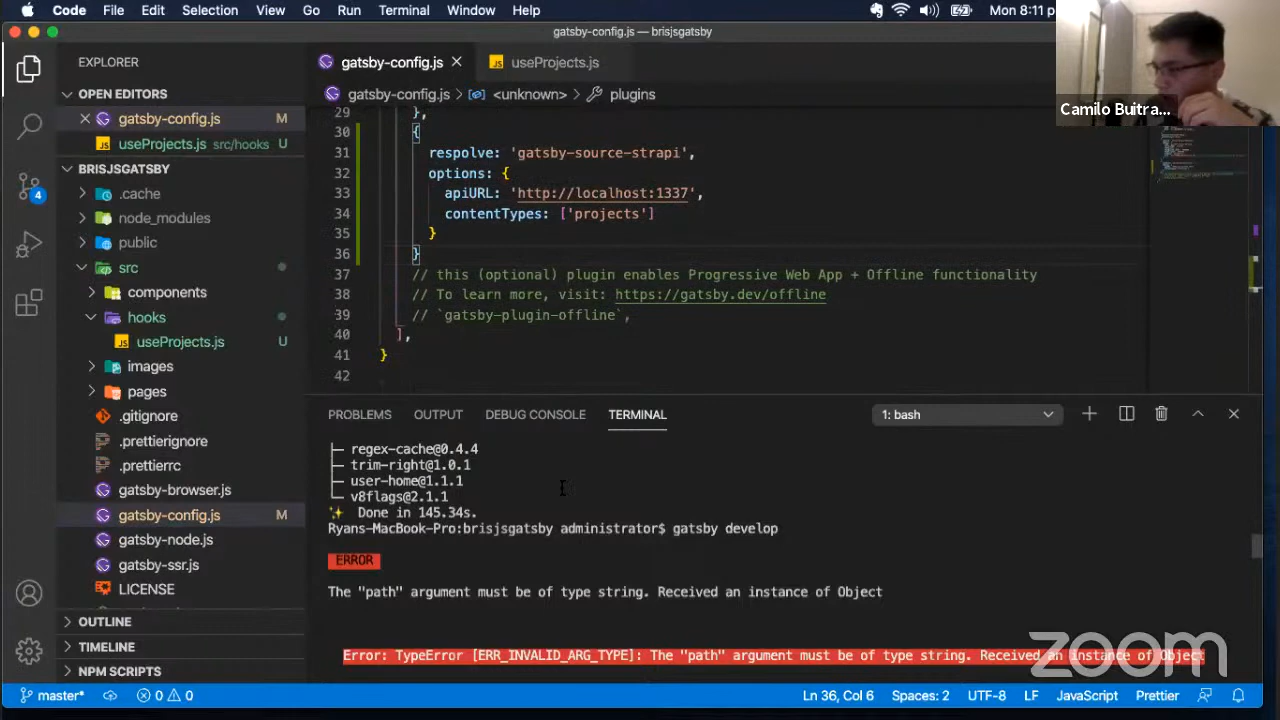 Code File Edit Selection View Go Run Terminal Window Help Mon 8:11 p
gatsby-config.js — brisjsgatsby
EXPLORER
gatsby-config.js
useProjects.js
OPEN EDITORS
gatsby-config.js > <unknown> > plugins
gatsby-config.js M
useProjects.js src/hooks U
BRISJSGATSBY
.cache
node_modules
public
src
components
hooks
useProjects.js U
images
pages
.gitignore
.prettierignore
.prettierrc
gatsby-browser.js
gatsby-config.js M
gatsby-node.js
gatsby-ssr.js
LICENSE
OUTLINE
TIMELINE
NPM SCRIPTS
4
29 },
30 {
31 respolve: 'gatsby-source-strapi',
32 options: {
33 apiURL: 'http://localhost:1337',
34 contentTypes: ['projects']
35 }
36 }
37 // this (optional) plugin enables Progressive Web App + Offline functionality
38 // To learn more, visit: https://gatsby.dev/offline
39 // `gatsby-plugin-offline`,
40 ],
41 }
42
PROBLEMS OUTPUT DEBUG CONSOLE TERMINAL 1: bash
├─ regex-cache@0.4.4
├─ trim-right@1.0.1
├─ user-home@1.1.1
└─ v8flags@2.1.1
✨ Done in 145.34s.
Ryans-MacBook-Pro:brisjsgatsby administrator$ gatsby develop
ERROR
The "path" argument must be of type string. Received an instance of Object
Error: TypeError [ERR_INVALID_ARG_TYPE]: The "path" argument must be of type string. Received an instance of Object
master* 0 0 Ln 36, Col 6 Spaces: 2 UTF-8 LF JavaScript Prettier
Camilo Buitra...
zoom